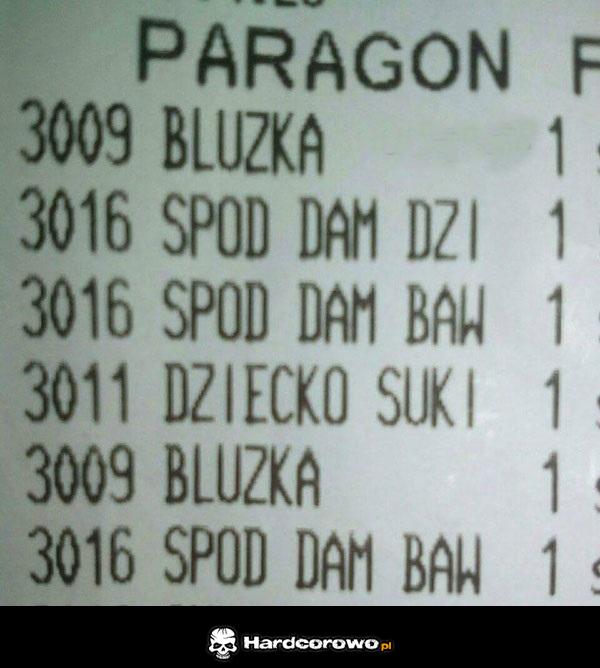 PARAGON F
3009 BLUZKA 1
3016 SPOD DAM DZI 1
3016 SPOD DAM BAW 1
3011 DZIECKO SUKI 1
3009 BLUZKA 1
3016 SPOD DAM BAW 1
Hardcorowo.pl